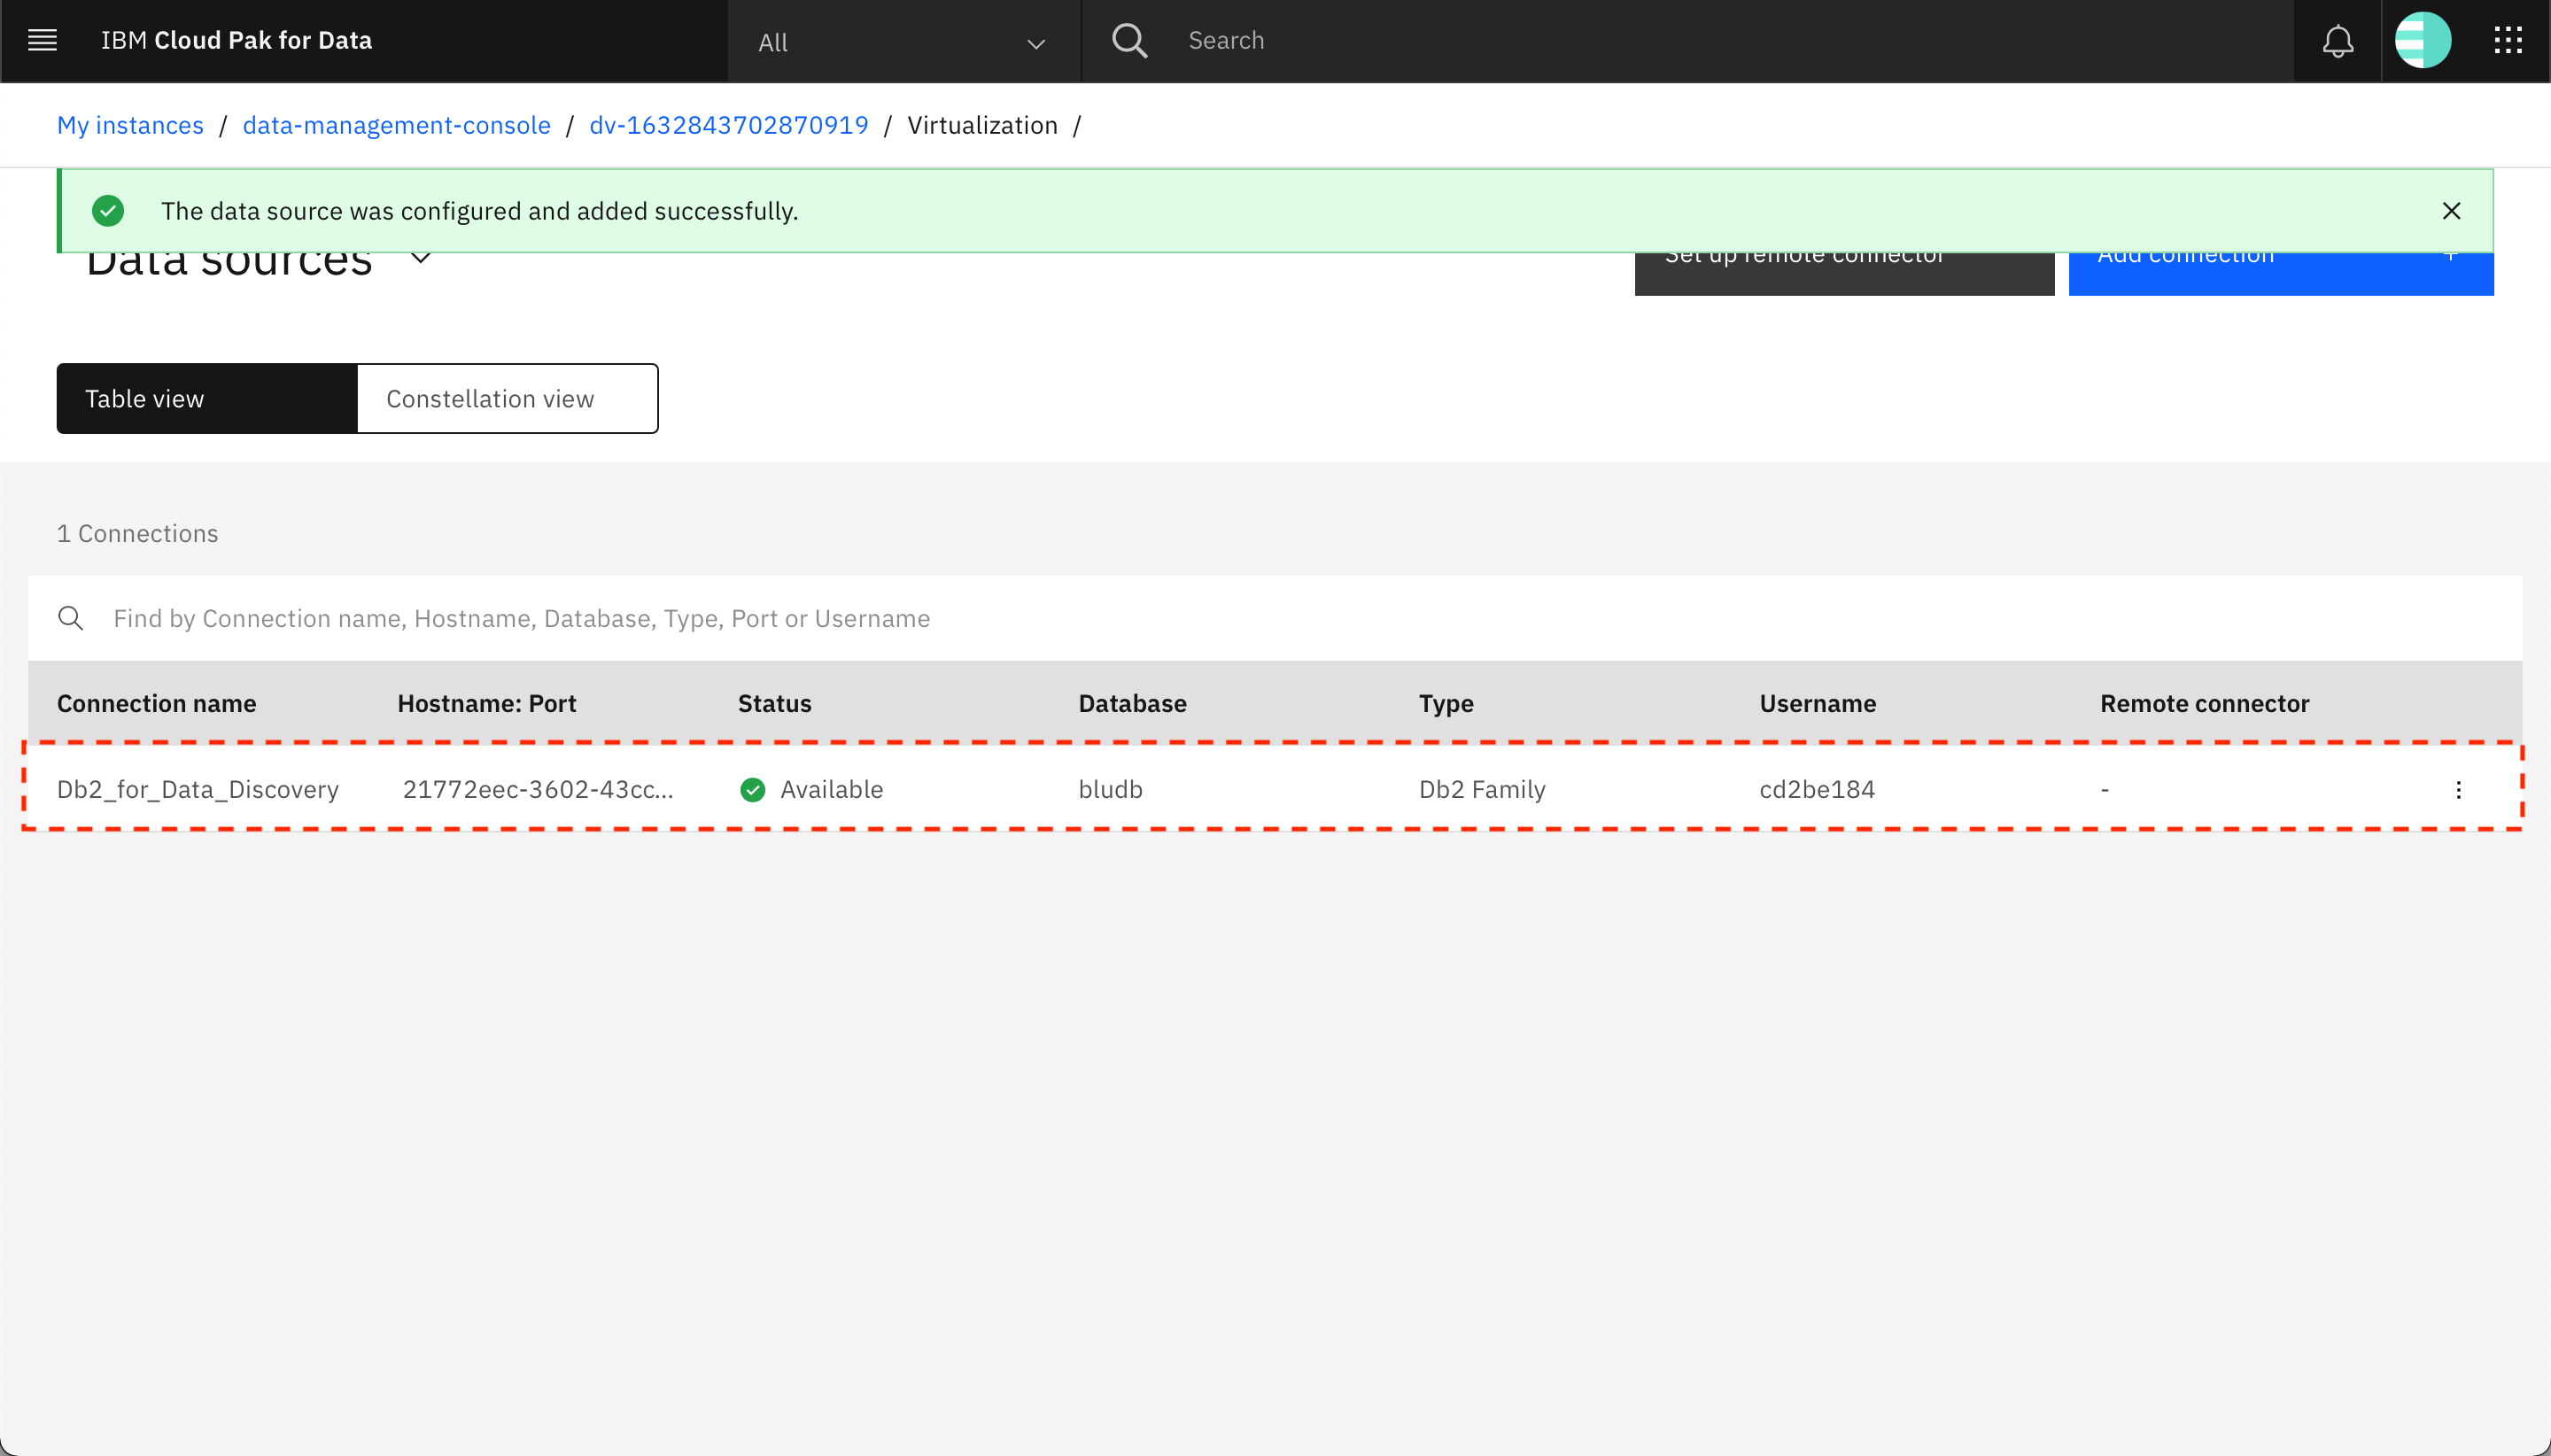 IBM Cloud Pak for Data All Search
My instances / data-management-console / dv-1632843702870919 / Virtualization /
The data source was configured and added successfully.
Data sources Set up remote connector Add connection +
Table view Constellation view
1 Connections
Find by Connection name, Hostname, Database, Type, Port or Username
Connection name Hostname: Port Status Database Type Username Remote connector
Db2_for_Data_Discovery 21772eec-3602-43cc... Available bludb Db2 Family cd2be184 -